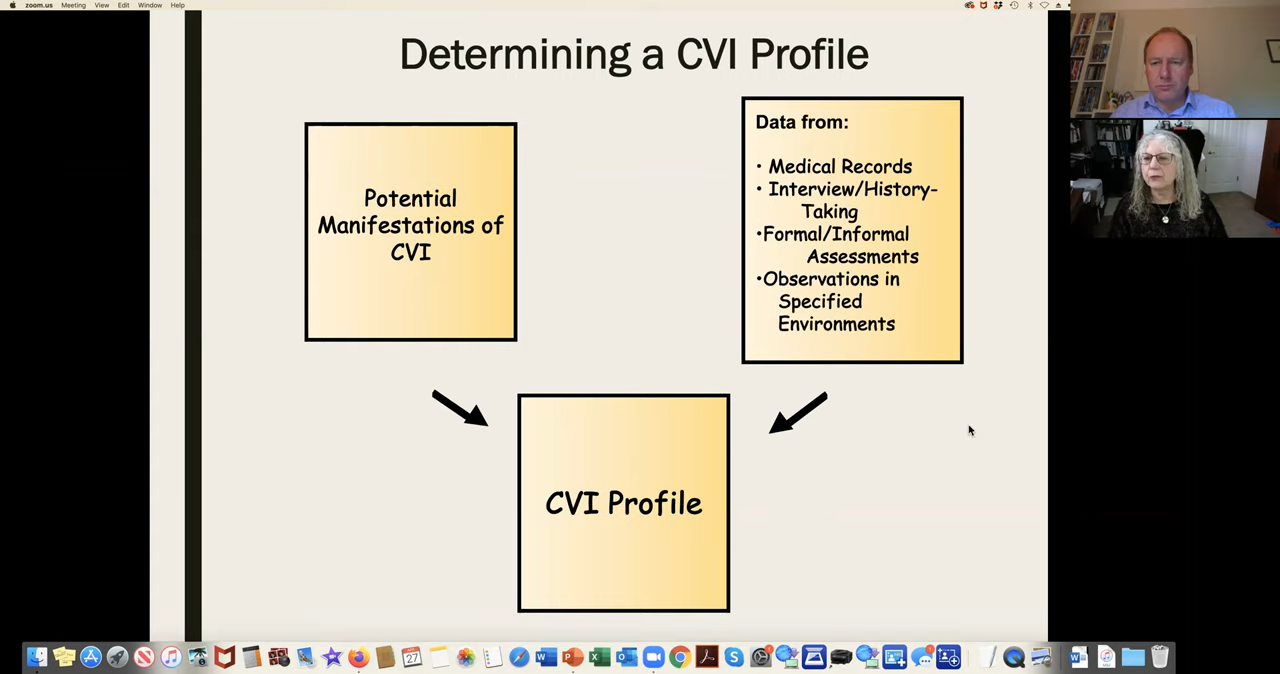 zoom.us Meeting View Edit Window Help
Determining a CVI Profile
Potential
Manifestations of
CVI
Data from:
• Medical Records
• Interview/History-
Taking
•Formal/Informal
Assessments
•Observations in
Specified
Environments
CVI Profile
27